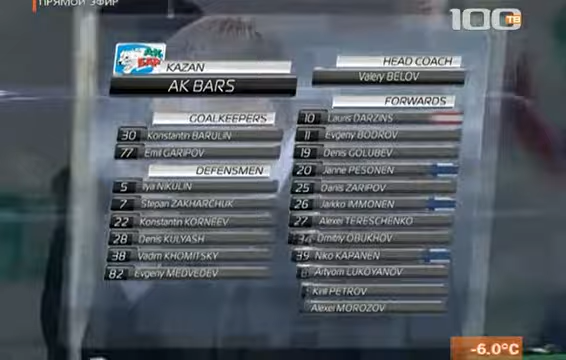 ПРЯМОЙ ЭФИР
100 ТВ
АК БАРС
KAZAN
AK BARS
GOALKEEPERS
30 Konstantin BARULIN
77 Emil GARIPOV
DEFENSMEN
5 Ilya NIKULIN
7 Stepan ZAKHARCHUK
22 Konstantin KORNEEV
28 Denis KULYASH
38 Vadim KHOMITSKY
82 Evgeny MEDVEDEV
HEAD COACH
Valery BELOV
FORWARDS
10 Lauris DARZINS
11 Evgeny BODROV
19 Denis GOLUBEV
20 Janne PESONEN
25 Danis ZARIPOV
26 Jarkko IMMONEN
27 Alexei TERESCHENKO
Dmitriy OBUKHOV
39 Niko KAPANEN
Artyom LUKOYANOV
Kirill PETROV
Alexei MOROZOV
-6.0°C